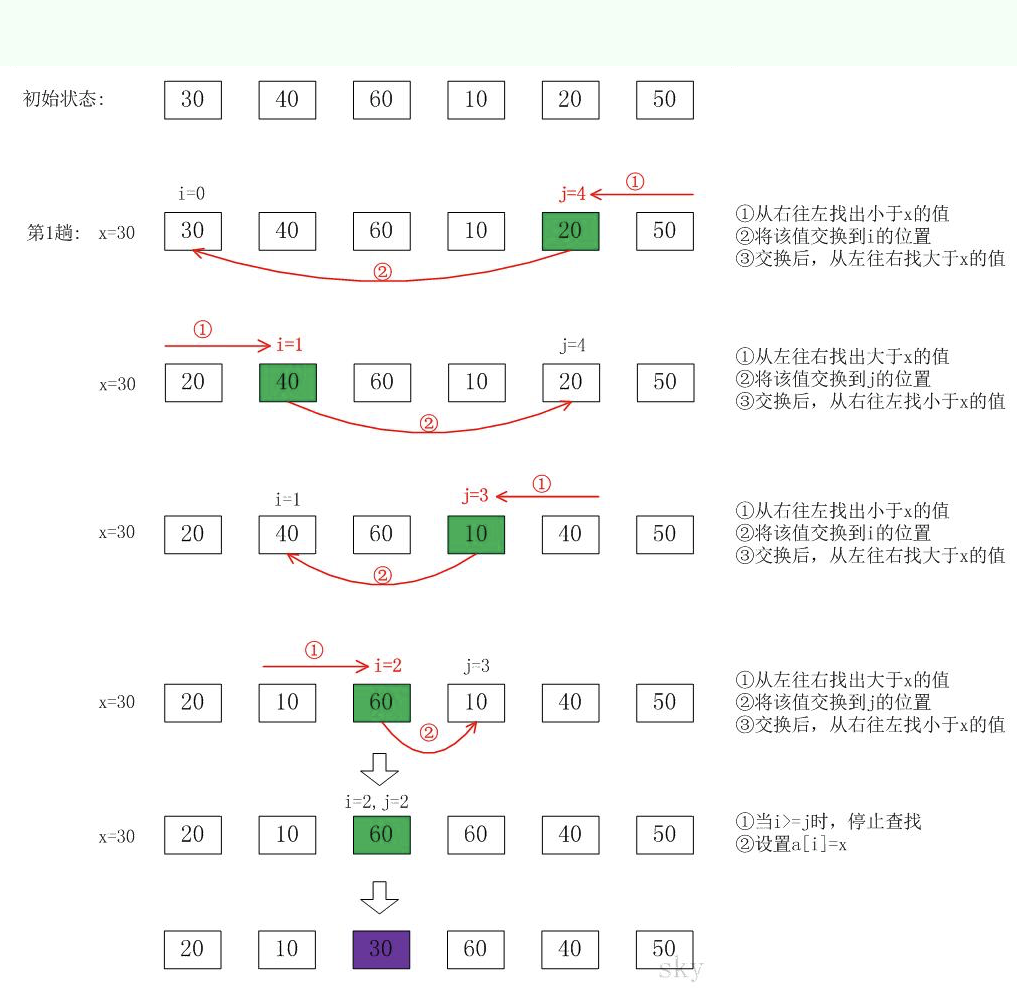 初始状态: 30 40 60 10 20 50
i=0 j=4 ①
第1趟: x=30 30 40 60 10 20 50
②
①从右往左找出小于x的值
②将该值交换到i的位置
③交换后，从左往右找大于x的值
① i=1 j=4
x=30 20 40 60 10 20 50
②
①从左往右找出大于x的值
②将该值交换到j的位置
③交换后，从右往左找小于x的值
i=1 j=3 ①
x=30 20 40 60 10 40 50
②
①从右往左找出小于x的值
②将该值交换到i的位置
③交换后，从左往右找大于x的值
① i=2 j=3
x=30 20 10 60 10 40 50
②
①从左往右找出大于x的值
②将该值交换到j的位置
③交换后，从右往左找小于x的值
i=2, j=2
x=30 20 10 60 60 40 50
①当i>=j时，停止查找
②设置a[i]=x
20 10 30 60 40 50
sky